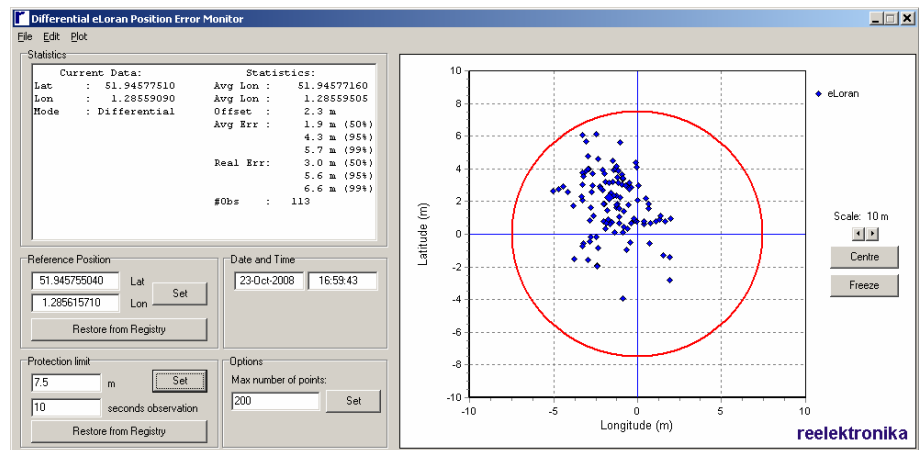 Differential eLoran Position Error Monitor
File Edit Plot
Statistics
Current Data: Statistics:
Lat : 51.94577510 Avg Lon : 51.94577160
Lon : 1.28559090 Avg Lon : 1.28559505
Mode : Differential Offset : 2.3 m
Avg Err : 1.9 m (50%)
4.3 m (95%)
5.7 m (99%)
Real Err: 3.0 m (50%)
5.6 m (95%)
6.6 m (99%)
#Obs : 113
Reference Position
51.945755040 Lat
1.285615710 Lon
Set
Restore from Registry
Date and Time
23-Oct-2008 16:59:43
Protection limit
7.5 m Set
10 seconds observation
Restore from Registry
Options
Max number of points:
200 Set
10
8
6
4
2
0
-2
-4
-6
-8
-10
Latitude (m)
-10 -5 0 5 10
Longitude (m)
eLoran
Scale: 10 m
Centre
Freeze
reelektronika